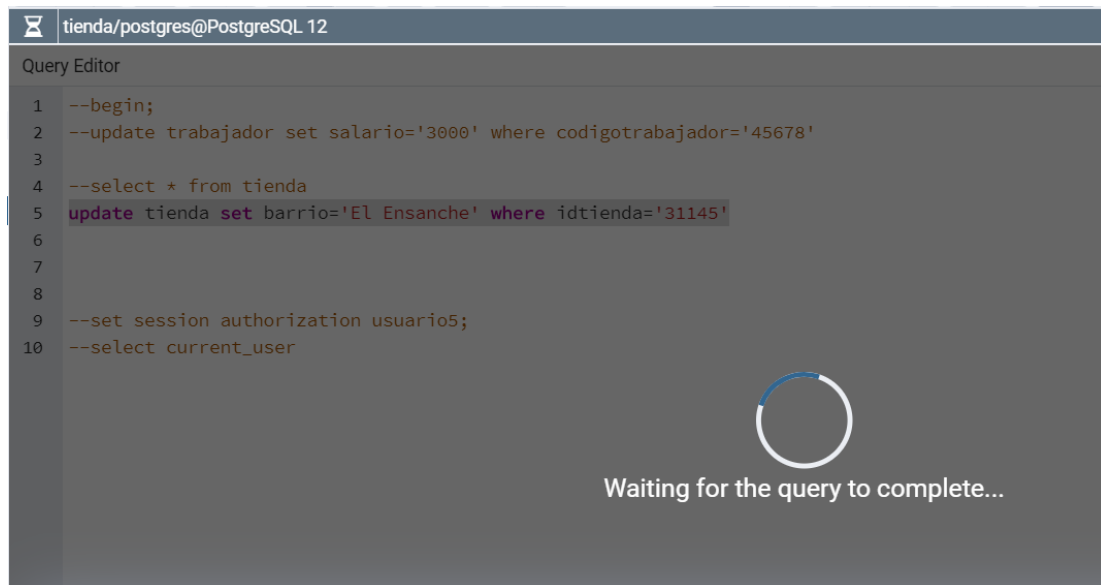 tienda/postgres@PostgreSQL 12
Query Editor
1 --begin;
2 --update trabajador set salario='3000' where codigotrabajador='45678'
3
4 --select * from tienda
5 update tienda set barrio='El Ensanche' where idtienda='31145'
6
7
8
9 --set session authorization usuario5;
10 --select current_user
Waiting for the query to complete...